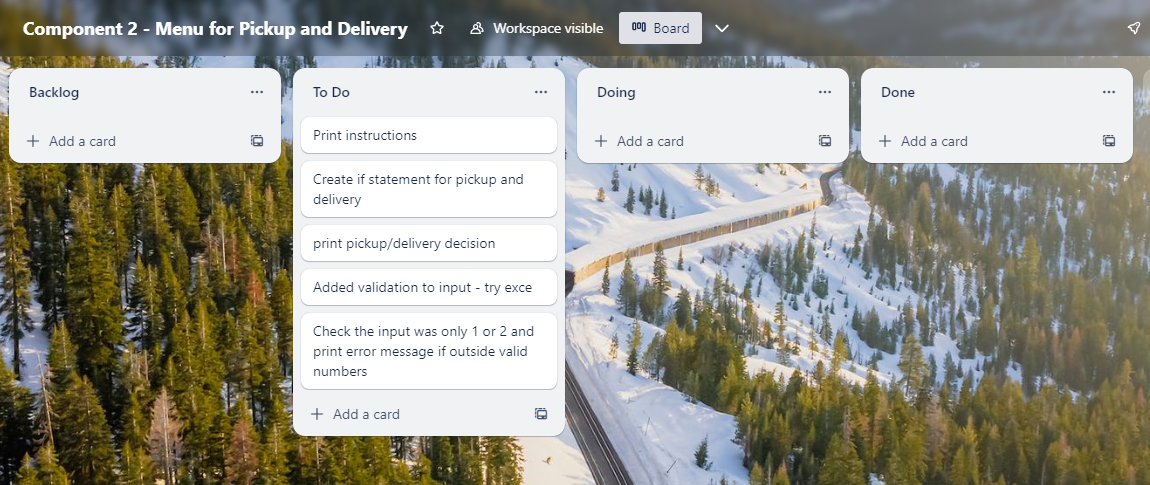 Component 2 - Menu for Pickup and Delivery
Workspace visible
Board
Backlog
Add a card
To Do
Print instructions
Create if statement for pickup and
delivery
print pickup/delivery decision
Added validation to input - try exce
Check the input was only 1 or 2 and
print error message if outside valid
numbers
Add a card
Doing
Add a card
Done
Add a card